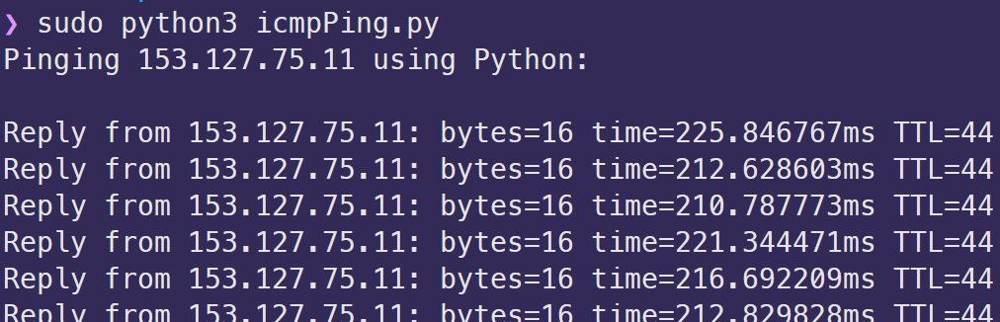 ❯ sudo python3 icmpPing.py
Pinging 153.127.75.11 using Python:
Reply from 153.127.75.11: bytes=16 time=225.846767ms TTL=44
Reply from 153.127.75.11: bytes=16 time=212.628603ms TTL=44
Reply from 153.127.75.11: bytes=16 time=210.787773ms TTL=44
Reply from 153.127.75.11: bytes=16 time=221.344471ms TTL=44
Reply from 153.127.75.11: bytes=16 time=216.692209ms TTL=44
Reply from 153.127.75.11: bytes=16 time=212.829828ms TTL=44